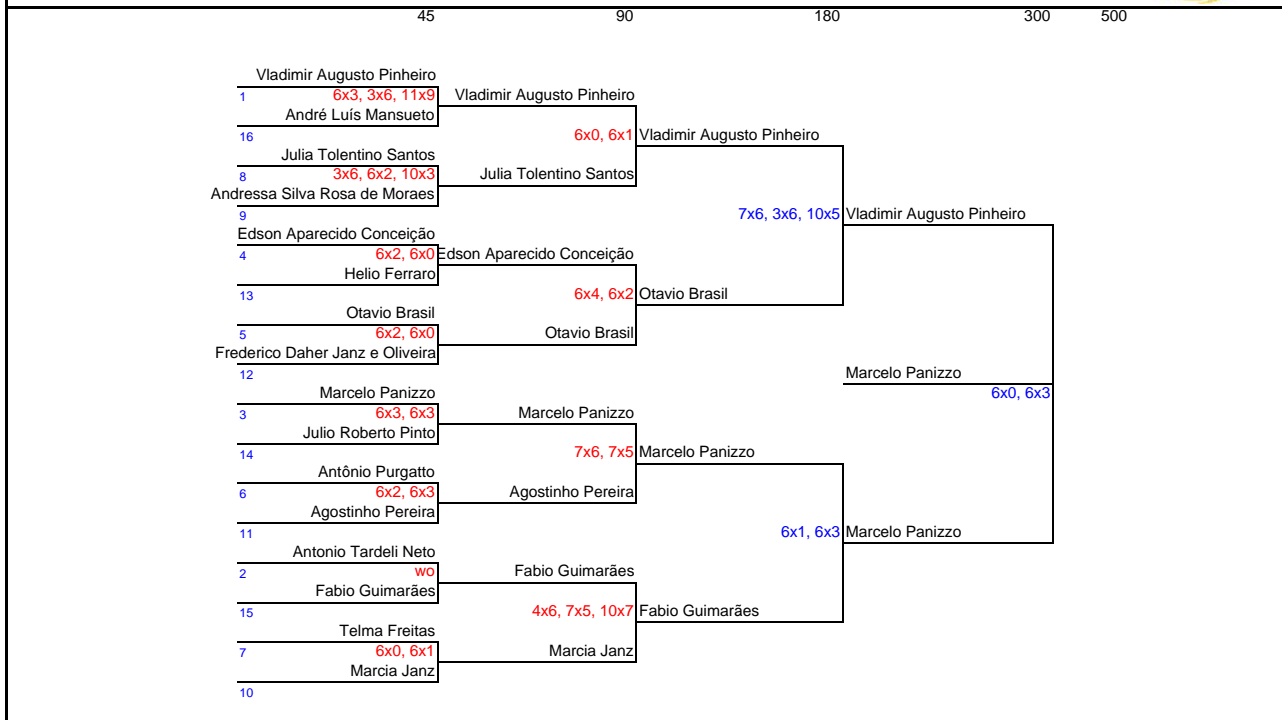 45 90 180 300 500
Vladimir Augusto Pinheiro
1 6x3, 3x6, 11x9 Vladimir Augusto Pinheiro
André Luís Mansueto
16 6x0, 6x1 Vladimir Augusto Pinheiro
Julia Tolentino Santos
8 3x6, 6x2, 10x3 Julia Tolentino Santos
Andressa Silva Rosa de Moraes
9 7x6, 3x6, 10x5 Vladimir Augusto Pinheiro
Edson Aparecido Conceição
4 6x2, 6x0 Edson Aparecido Conceição
Helio Ferraro
13 6x4, 6x2 Otavio Brasil
Otavio Brasil
5 6x2, 6x0 Otavio Brasil
Frederico Daher Janz e Oliveira
12 Marcelo Panizzo
Marcelo Panizzo 6x0, 6x3
3 6x3, 6x3 Marcelo Panizzo
Julio Roberto Pinto
14 7x6, 7x5 Marcelo Panizzo
Antônio Purgatto
6 6x2, 6x3 Agostinho Pereira
Agostinho Pereira
11 6x1, 6x3 Marcelo Panizzo
Antonio Tardeli Neto
2 wo Fabio Guimarães
Fabio Guimarães
15 4x6, 7x5, 10x7 Fabio Guimarães
Telma Freitas
7 6x0, 6x1 Marcia Janz
Marcia Janz
10